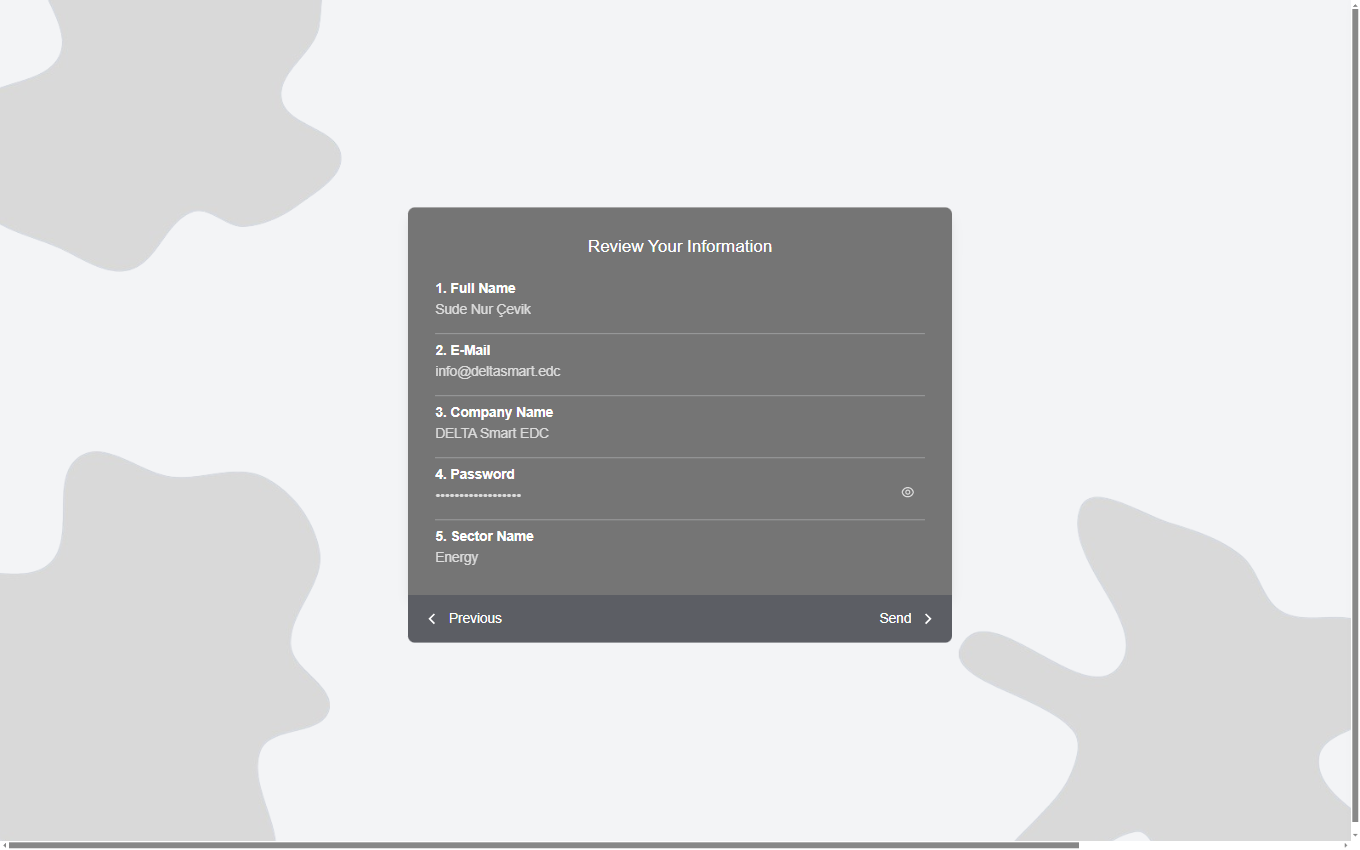 Review Your Information
1. Full Name
Sude Nur Çevik
2. E-Mail
info@deltasmart.edc
3. Company Name
DELTA Smart EDC
4. Password
••••••••••••••••••
5. Sector Name
Energy
Previous
Send